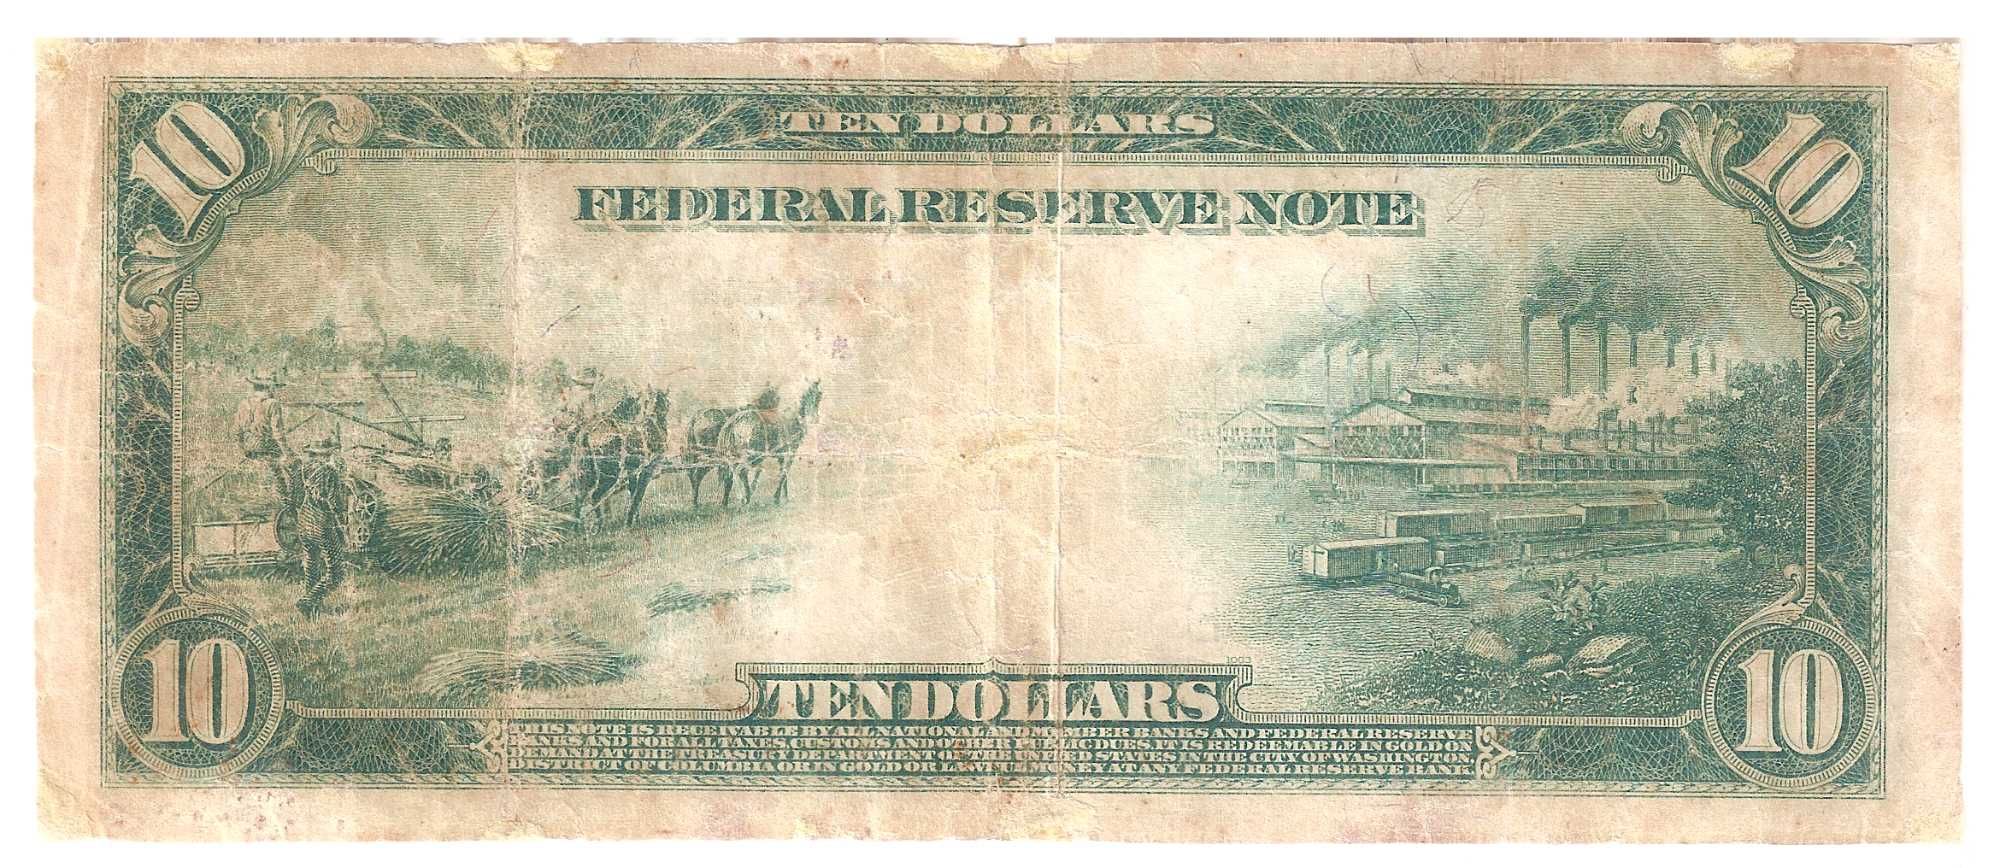 10 TEN DOLLARS 10
FEDERAL RESERVE NOTE
10 TEN DOLLARS 10
THIS NOTE IS RECEIVABLE BY ALL NATIONAL AND MEMBER BANKS AND FEDERAL RESERVE
BANKS AND FOR ALL TAXES, CUSTOMS AND OTHER PUBLIC DUES. IT IS REDEEMABLE IN GOLD ON
DEMAND AT THE TREASURY DEPARTMENT OF THE UNITED STATES IN THE CITY OF WASHINGTON,
DISTRICT OF COLUMBIA OR IN GOLD OR LAWFUL MONEY AT ANY FEDERAL RESERVE BANK.